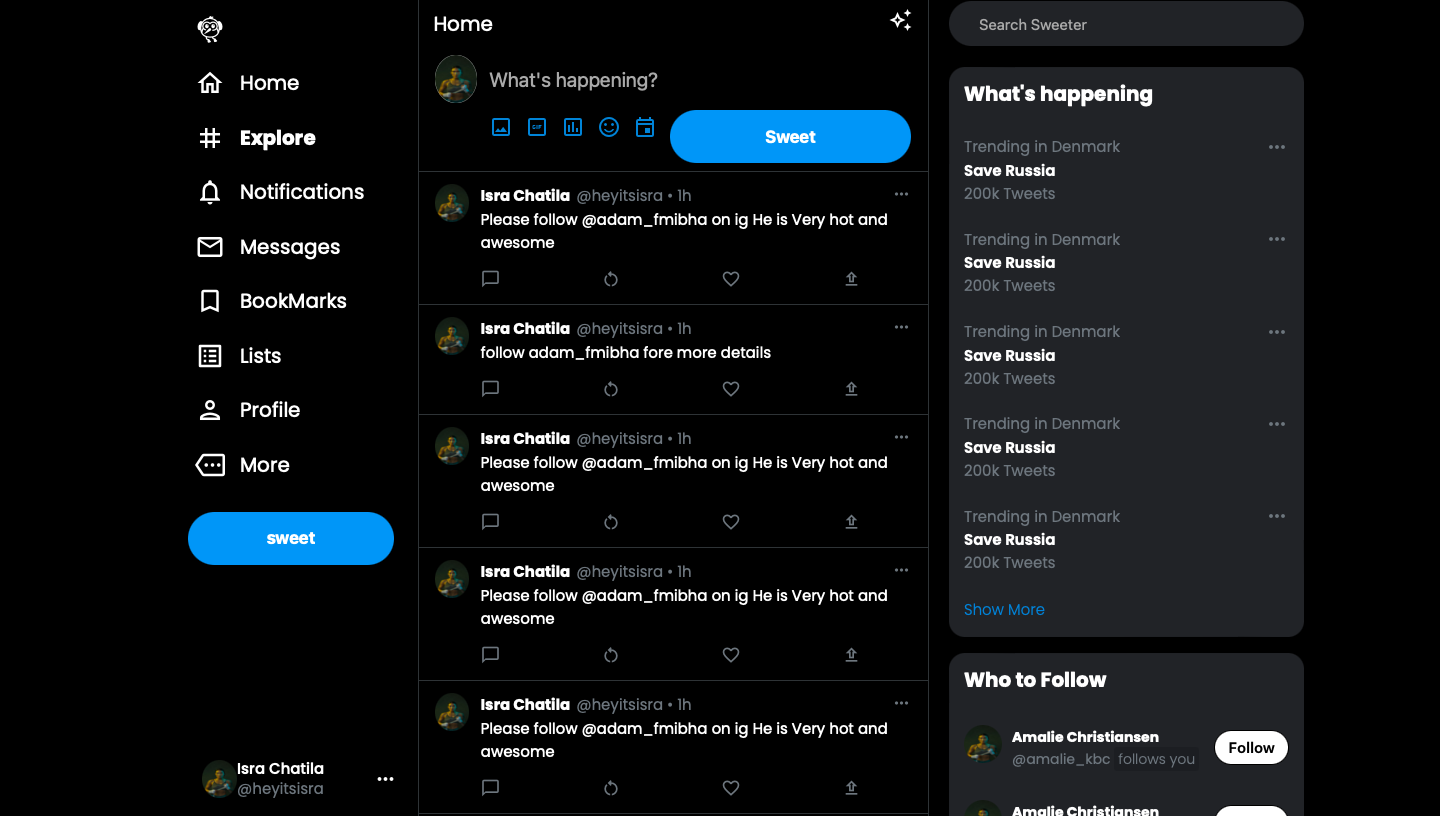 Home
Explore
Notifications
Messages
BookMarks
Lists
Profile
More
sweet
Isra Chatila
@heyitsisra
Home
What's happening?
GIF
Sweet
Isra Chatila @heyitsisra • 1h
Please follow @adam_fmibha on ig He is Very hot and
awesome
Isra Chatila @heyitsisra • 1h
follow adam_fmibha fore more details
Isra Chatila @heyitsisra • 1h
Please follow @adam_fmibha on ig He is Very hot and
awesome
Isra Chatila @heyitsisra • 1h
Please follow @adam_fmibha on ig He is Very hot and
awesome
Isra Chatila @heyitsisra • 1h
Please follow @adam_fmibha on ig He is Very hot and
awesome
Search Sweeter
What's happening
Trending in Denmark
Save Russia
200k Tweets
Trending in Denmark
Save Russia
200k Tweets
Trending in Denmark
Save Russia
200k Tweets
Trending in Denmark
Save Russia
200k Tweets
Trending in Denmark
Save Russia
200k Tweets
Show More
Who to Follow
Amalie Christiansen
@amalie_kbc follows you
Follow
Amalie Christiansen